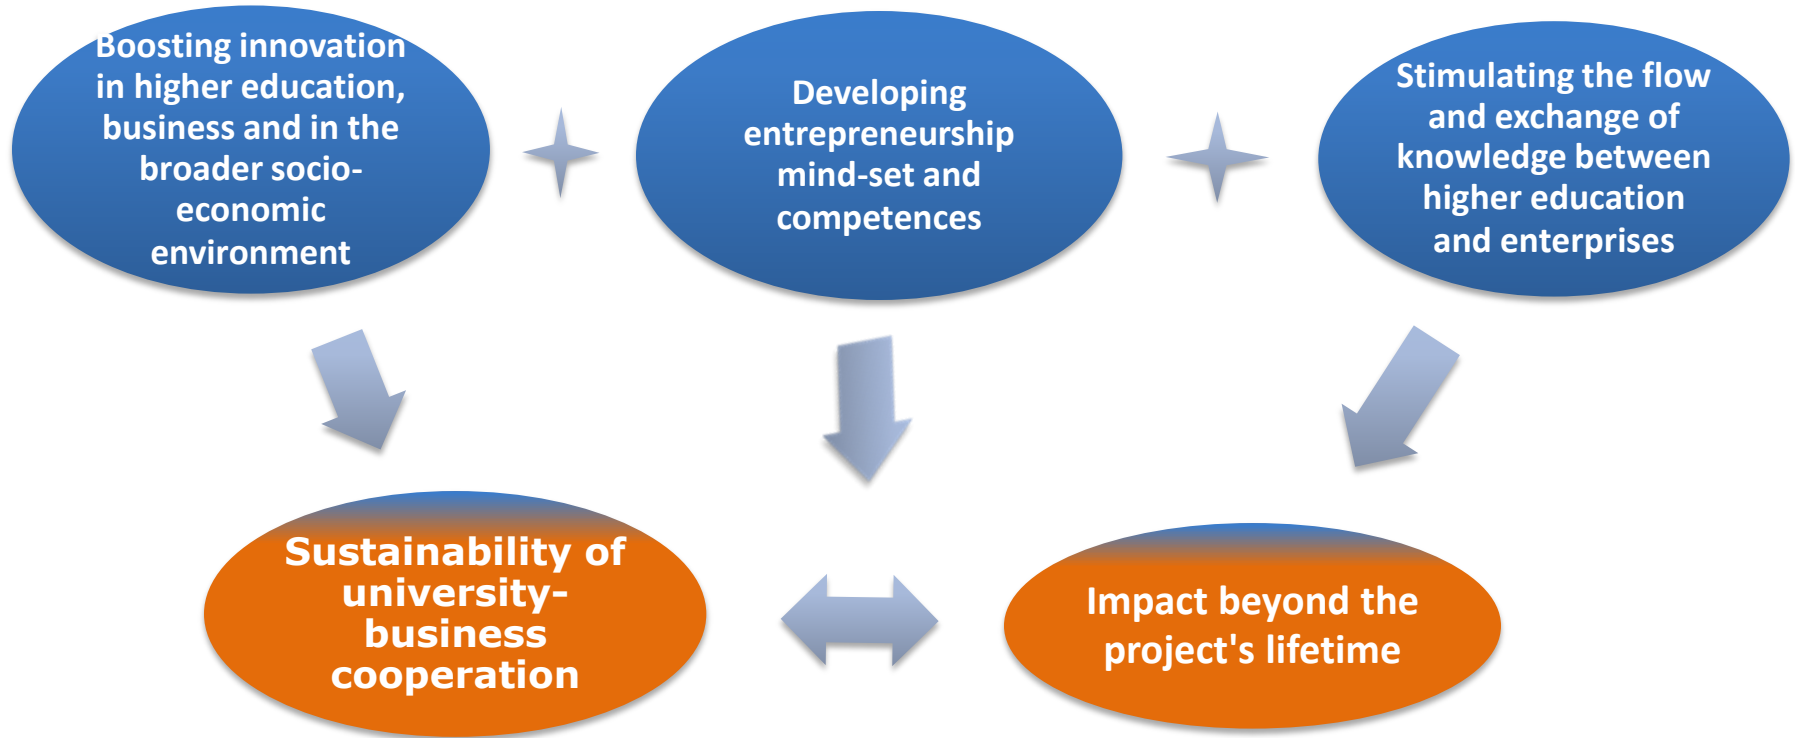 Boosting innovation
in higher education,
business and in the
broader socio-
economic
environment
Developing
entrepreneurship
mind-set and
competences
Stimulating the flow
and exchange of
knowledge between
higher education
and enterprises
Sustainability of
university-
business
cooperation
Impact beyond the
project's lifetime